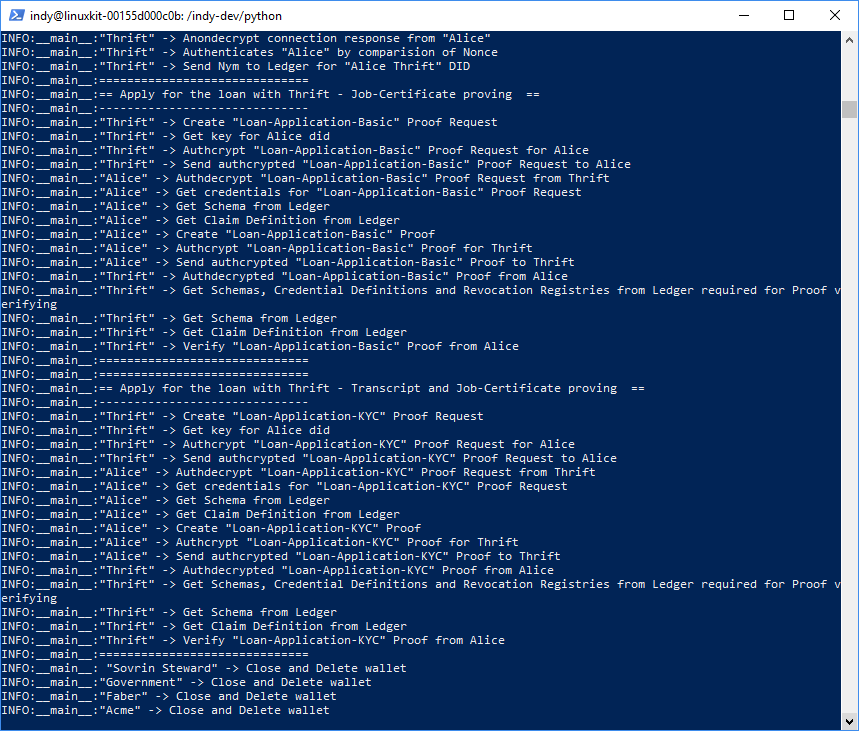 indy@linuxkit-00155d000c0b: /indy-dev/python
INFO:__main__:"Thrift" -> Anondecrypt connection response from "Alice"
INFO:__main__:"Thrift" -> Authenticates "Alice" by comparision of Nonce
INFO:__main__:"Thrift" -> Send Nym to Ledger for "Alice Thrift" DID
INFO:__main__:==============================
INFO:__main__:== Apply for the loan with Thrift - Job-Certificate proving  ==
INFO:__main__:------------------------------
INFO:__main__:"Thrift" -> Create "Loan-Application-Basic" Proof Request
INFO:__main__:"Thrift" -> Get key for Alice did
INFO:__main__:"Thrift" -> Authcrypt "Loan-Application-Basic" Proof Request for Alice
INFO:__main__:"Thrift" -> Send authcrypted "Loan-Application-Basic" Proof Request to Alice
INFO:__main__:"Alice" -> Authdecrypt "Loan-Application-Basic" Proof Request from Thrift
INFO:__main__:"Alice" -> Get credentials for "Loan-Application-Basic" Proof Request
INFO:__main__:"Alice" -> Get Schema from Ledger
INFO:__main__:"Alice" -> Get Claim Definition from Ledger
INFO:__main__:"Alice" -> Create "Loan-Application-Basic" Proof
INFO:__main__:"Alice" -> Authcrypt "Loan-Application-Basic" Proof for Thrift
INFO:__main__:"Alice" -> Send authcrypted "Loan-Application-Basic" Proof to Thrift
INFO:__main__:"Thrift" -> Authdecrypted "Loan-Application-Basic" Proof from Alice
INFO:__main__:"Thrift" -> Get Schemas, Credential Definitions and Revocation Registries from Ledger required for Proof v
erifying
INFO:__main__:"Thrift" -> Get Schema from Ledger
INFO:__main__:"Thrift" -> Get Claim Definition from Ledger
INFO:__main__:"Thrift" -> Verify "Loan-Application-Basic" Proof from Alice
INFO:__main__:==============================
INFO:__main__:==============================
INFO:__main__:== Apply for the loan with Thrift - Transcript and Job-Certificate proving  ==
INFO:__main__:------------------------------
INFO:__main__:"Thrift" -> Create "Loan-Application-KYC" Proof Request
INFO:__main__:"Thrift" -> Get key for Alice did
INFO:__main__:"Thrift" -> Authcrypt "Loan-Application-KYC" Proof Request for Alice
INFO:__main__:"Thrift" -> Send authcrypted "Loan-Application-KYC" Proof Request to Alice
INFO:__main__:"Alice" -> Authdecrypt "Loan-Application-KYC" Proof Request from Thrift
INFO:__main__:"Alice" -> Get credentials for "Loan-Application-KYC" Proof Request
INFO:__main__:"Alice" -> Get Schema from Ledger
INFO:__main__:"Alice" -> Get Claim Definition from Ledger
INFO:__main__:"Alice" -> Create "Loan-Application-KYC" Proof
INFO:__main__:"Alice" -> Authcrypt "Loan-Application-KYC" Proof for Thrift
INFO:__main__:"Alice" -> Send authcrypted "Loan-Application-KYC" Proof to Thrift
INFO:__main__:"Thrift" -> Authdecrypted "Loan-Application-KYC" Proof from Alice
INFO:__main__:"Thrift" -> Get Schemas, Credential Definitions and Revocation Registries from Ledger required for Proof v
erifying
INFO:__main__:"Thrift" -> Get Schema from Ledger
INFO:__main__:"Thrift" -> Get Claim Definition from Ledger
INFO:__main__:"Thrift" -> Verify "Loan-Application-KYC" Proof from Alice
INFO:__main__:==============================
INFO:__main__: "Sovrin Steward" -> Close and Delete wallet
INFO:__main__:"Government" -> Close and Delete wallet
INFO:__main__:"Faber" -> Close and Delete wallet
INFO:__main__:"Acme" -> Close and Delete wallet